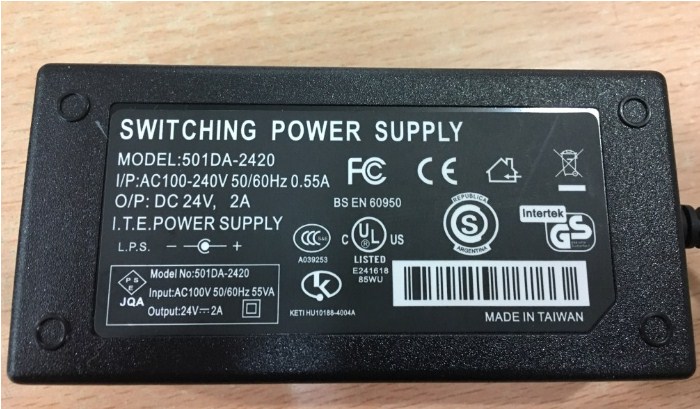 SWITCHING POWER SUPPLY
MODEL:501DA-2420
I/P:AC100-240V 50/60Hz 0.55A
O/P: DC 24V, 2A
I.T.E.POWER SUPPLY
L.P.S. - +
FC CE
BS EN 60950
CCC
A039253
C UL US
LISTED
E241618
85WU
REPUBLICA
S
ARGENTINA
Intertek
GS
PSE
JQA
Model No:501DA-2420
Input:AC100V 50/60Hz 55VA
Output:24V⎓2A
K
KETI HU10188-4004A
MADE IN TAIWAN